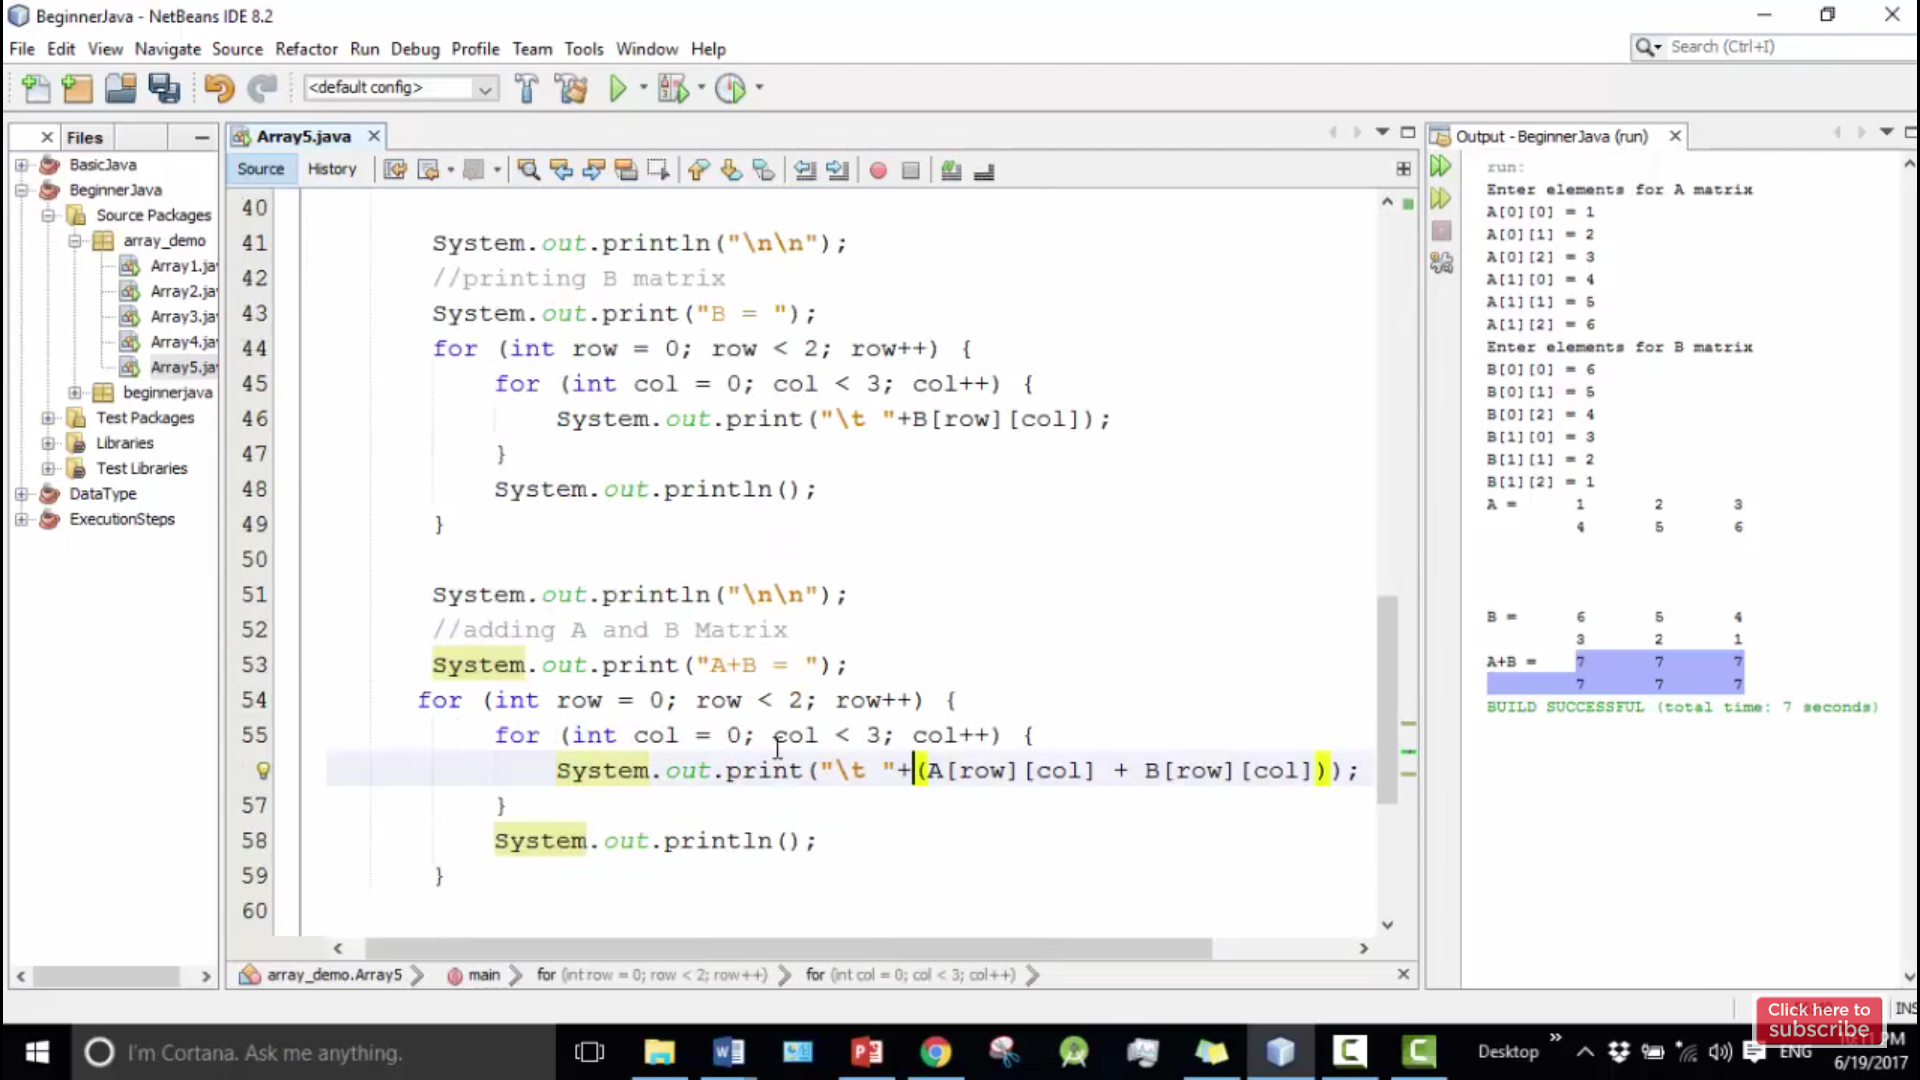 BeginnerJava - NetBeans IDE 8.2
File Edit View Navigate Source Refactor Run Debug Profile Team Tools Window Help
Search (Ctrl+I)
<default config>
Files
BasicJava
BeginnerJava
Source Packages
array_demo
Array1.ja
Array2.ja
Array3.ja
Array4.ja
Array5.ja
beginnerjava
Test Packages
Libraries
Test Libraries
DataType
ExecutionSteps
Array5.java
Source History
40
41 System.out.println("\n\n");
42 //printing B matrix
43 System.out.print("B = ");
44 for (int row = 0; row < 2; row++) {
45 for (int col = 0; col < 3; col++) {
46 System.out.print("\t "+B[row][col]);
47 }
48 System.out.println();
49 }
50
51 System.out.println("\n\n");
52 //adding A and B Matrix
53 System.out.print("A+B = ");
54 for (int row = 0; row < 2; row++) {
55 for (int col = 0; col < 3; col++) {
System.out.print("\t "+(A[row][col] + B[row][col]));
57 }
58 System.out.println();
59 }
60
array_demo.Array5 main for (int row = 0; row < 2; row++) for (int col = 0; col < 3; col++)
Output - BeginnerJava (run)
run:
Enter elements for A matrix
A[0][0] = 1
A[0][1] = 2
A[0][2] = 3
A[1][0] = 4
A[1][1] = 5
A[1][2] = 6
Enter elements for B matrix
B[0][0] = 6
B[0][1] = 5
B[0][2] = 4
B[1][0] = 3
B[1][1] = 2
B[1][2] = 1
A = 1 2 3
4 5 6
B = 6 5 4
3 2 1
A+B = 7 7 7
7 7 7
BUILD SUCCESSFUL (total time: 7 seconds)
INS
Click here to
subscribe
I'm Cortana. Ask me anything.
Desktop
ENG
6/19/2017